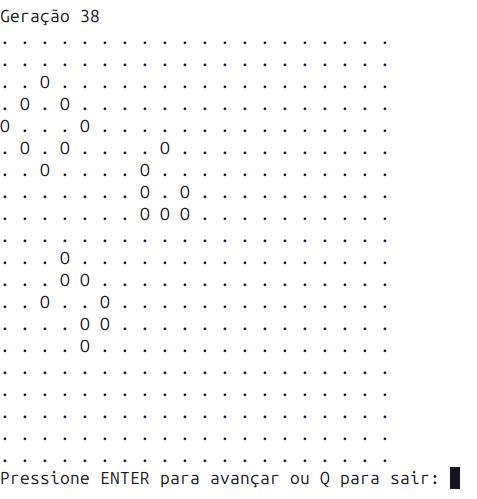 Geração 38
. . . . . . . . . . . . . . . . . . . .
. . . . . . . . . . . . . . . . . . . .
. . O . . . . . . . . . . . . . . . . .
. O . O . . . . . . . . . . . . . . . .
O . . . O . . . . . . . . . . . . . . .
. O . O . . . . O . . . . . . . . . . .
. . O . . . . O . . . . . . . . . . . .
. . . . . . . O . O . . . . . . . . . .
. . . . . . . O O O . . . . . . . . . .
. . . . . . . . . . . . . . . . . . . .
. . . O . . . . . . . . . . . . . . . .
. . . O O . . . . . . . . . . . . . . .
. . O . . O . . . . . . . . . . . . . .
. . . . O O . . . . . . . . . . . . . .
. . . . O . . . . . . . . . . . . . . .
. . . . . . . . . . . . . . . . . . . .
. . . . . . . . . . . . . . . . . . . .
. . . . . . . . . . . . . . . . . . . .
. . . . . . . . . . . . . . . . . . . .
. . . . . . . . . . . . . . . . . . . .
Pressione ENTER para avançar ou Q para sair: